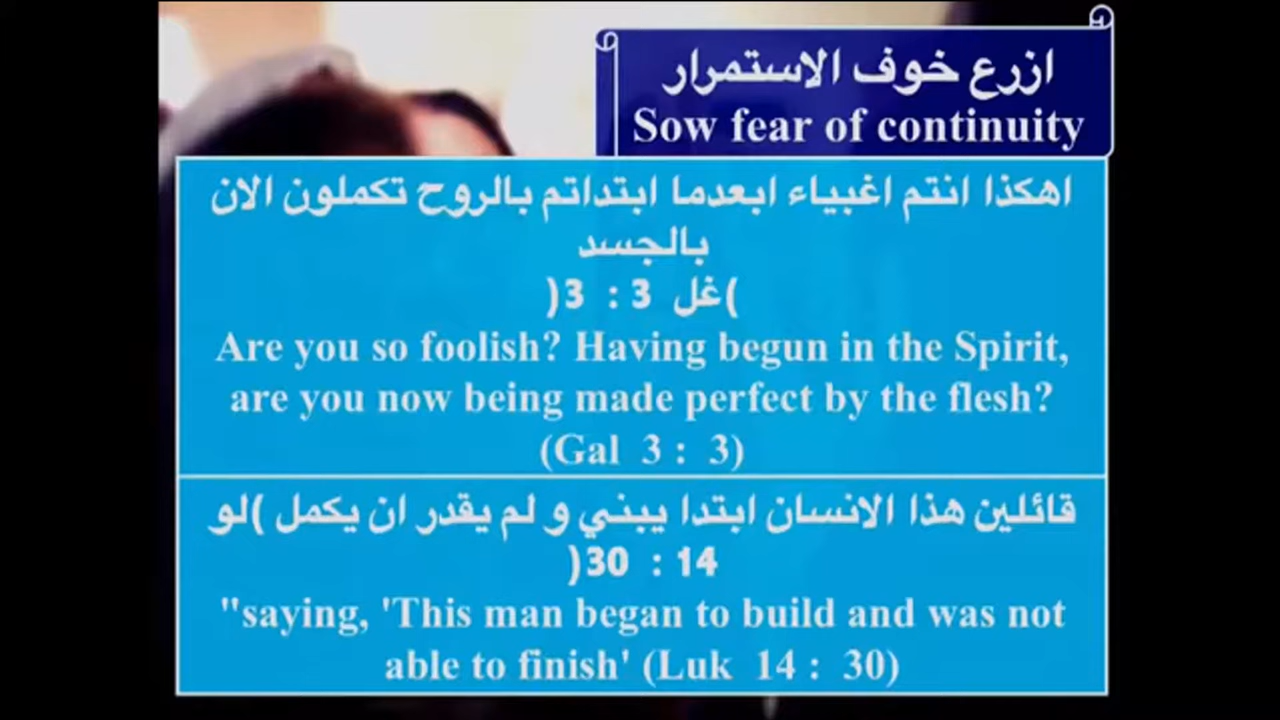 ازرع خوف الاستمرار
Sow fear of continuity
اهكذا انتم اغبياء ابعدما ابتداتم بالروح تكملون الان
بالجسد
)غل 3 : 3(
Are you so foolish? Having begun in the Spirit,
are you now being made perfect by the flesh?
(Gal 3 : 3)
قائلين هذا الانسان ابتدا يبني و لم يقدر ان يكمل )لو
14 : 30(
"saying, 'This man began to build and was not
able to finish' (Luk 14 : 30)